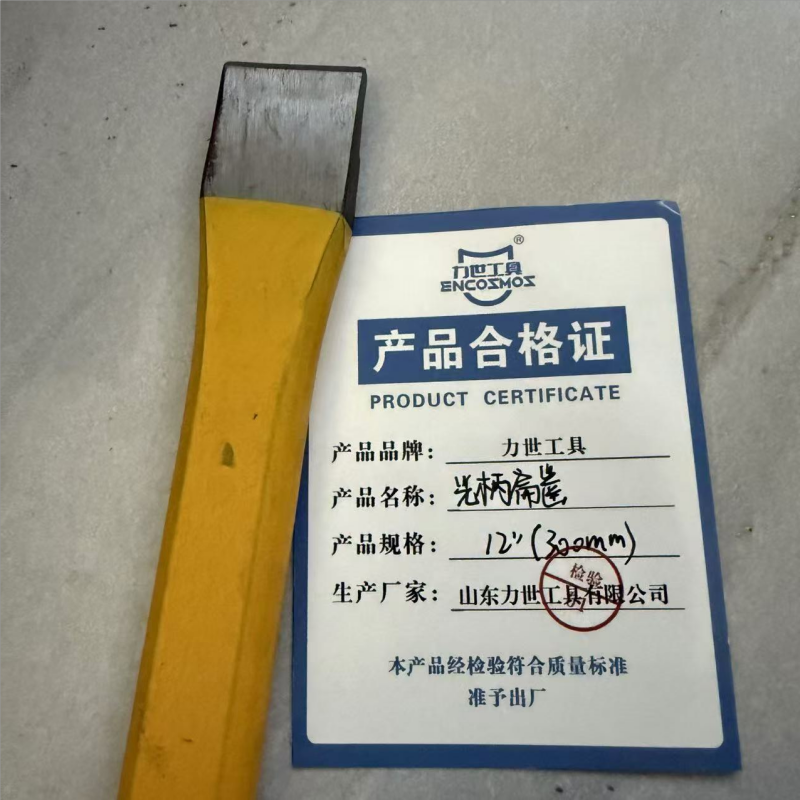 力世工具®
ENCOSMOS
产品合格证
PRODUCT CERTIFICATE
产品品牌: 力世工具
产品名称: 光柄扁凿
产品规格: 12"(300mm)
生产厂家: 山东力世工具有限公司
检验
本产品经检验符合质量标准
准予出厂